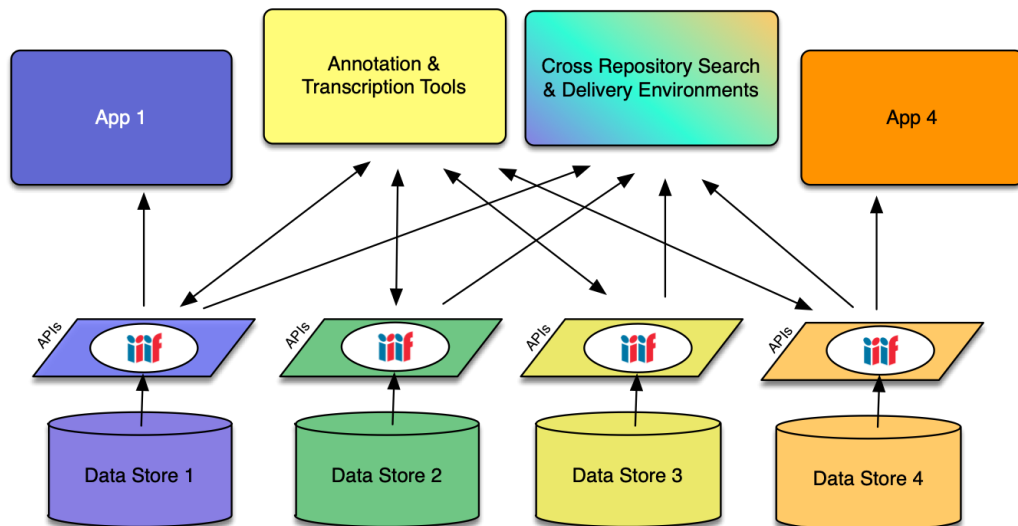 App 1
Annotation &
Transcription Tools
Cross Repository Search
& Delivery Environments
App 4
APIs
iiif
APIs
iiif
APIs
iiif
APIs
iiif
Data Store 1
Data Store 2
Data Store 3
Data Store 4